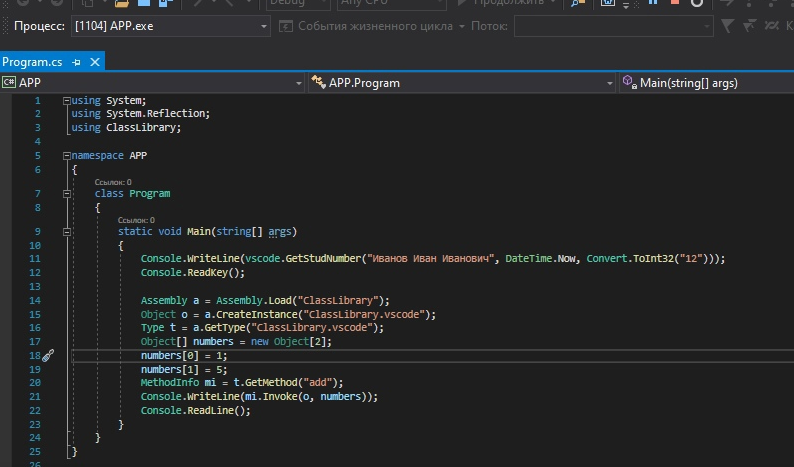 Debug Any CPU Продолжить
Процесс: [1104] APP.exe События жизненного цикла Поток:
Program.cs
C# APP APP.Program Main(string[] args)
1 using System;
2 using System.Reflection;
3 using ClassLibrary;
4
5 namespace APP
6 {
Ссылок: 0
7 class Program
8 {
Ссылок: 0
9 static void Main(string[] args)
10 {
11 Console.WriteLine(vscode.GetStudNumber("Иванов Иван Иванович", DateTime.Now, Convert.ToInt32("12")));
12 Console.ReadKey();
13
14 Assembly a = Assembly.Load("ClassLibrary");
15 Object o = a.CreateInstance("ClassLibrary.vscode");
16 Type t = a.GetType("ClassLibrary.vscode");
17 Object[] numbers = new Object[2];
18 numbers[0] = 1;
19 numbers[1] = 5;
20 MethodInfo mi = t.GetMethod("add");
21 Console.WriteLine(mi.Invoke(o, numbers));
22 Console.ReadLine();
23 }
24 }
25 }
26